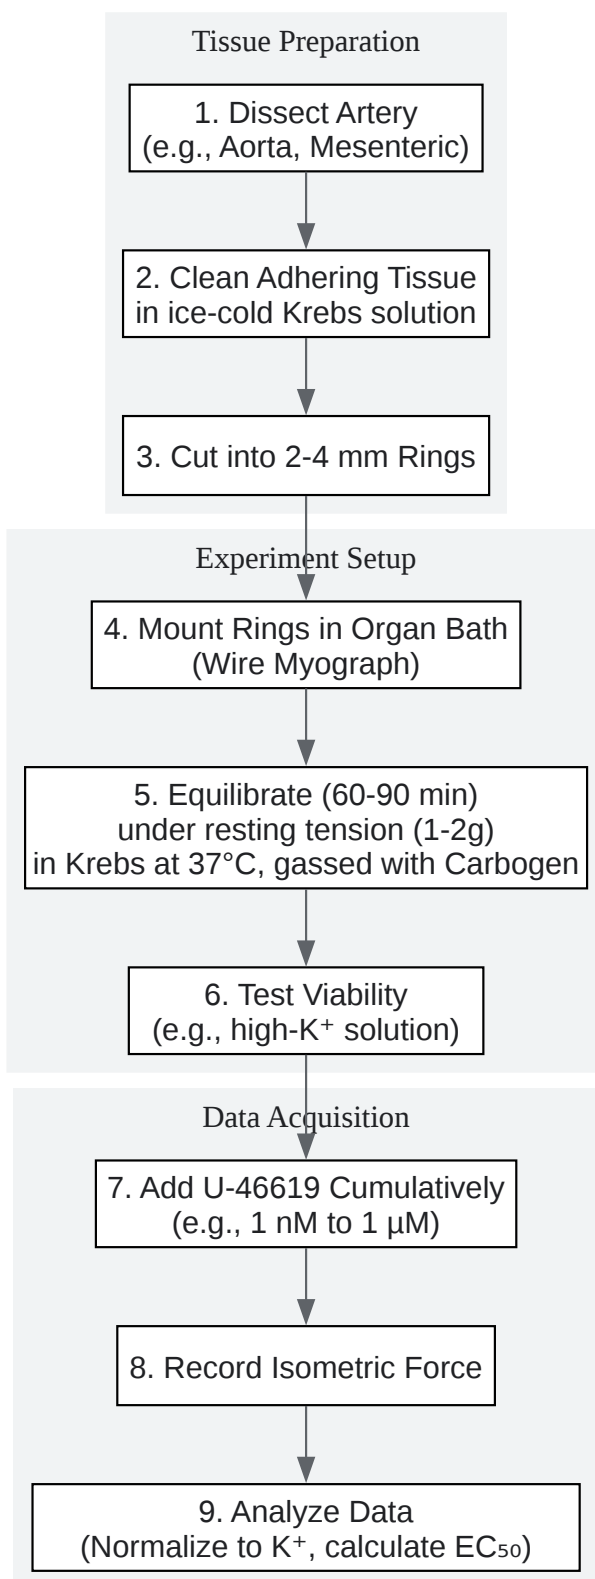 Tissue Preparation
1. Dissect Artery
(e.g., Aorta, Mesenteric)
2. Clean Adhering Tissue
in ice-cold Krebs solution
3. Cut into 2-4 mm Rings
Experiment Setup
4. Mount Rings in Organ Bath
(Wire Myograph)
5. Equilibrate (60-90 min)
under resting tension (1-2g)
in Krebs at 37°C, gassed with Carbogen
6. Test Viability
(e.g., high-K⁺ solution)
Data Acquisition
7. Add U-46619 Cumulatively
(e.g., 1 nM to 1 µM)
8. Record Isometric Force
9. Analyze Data
(Normalize to K⁺, calculate EC₅₀)